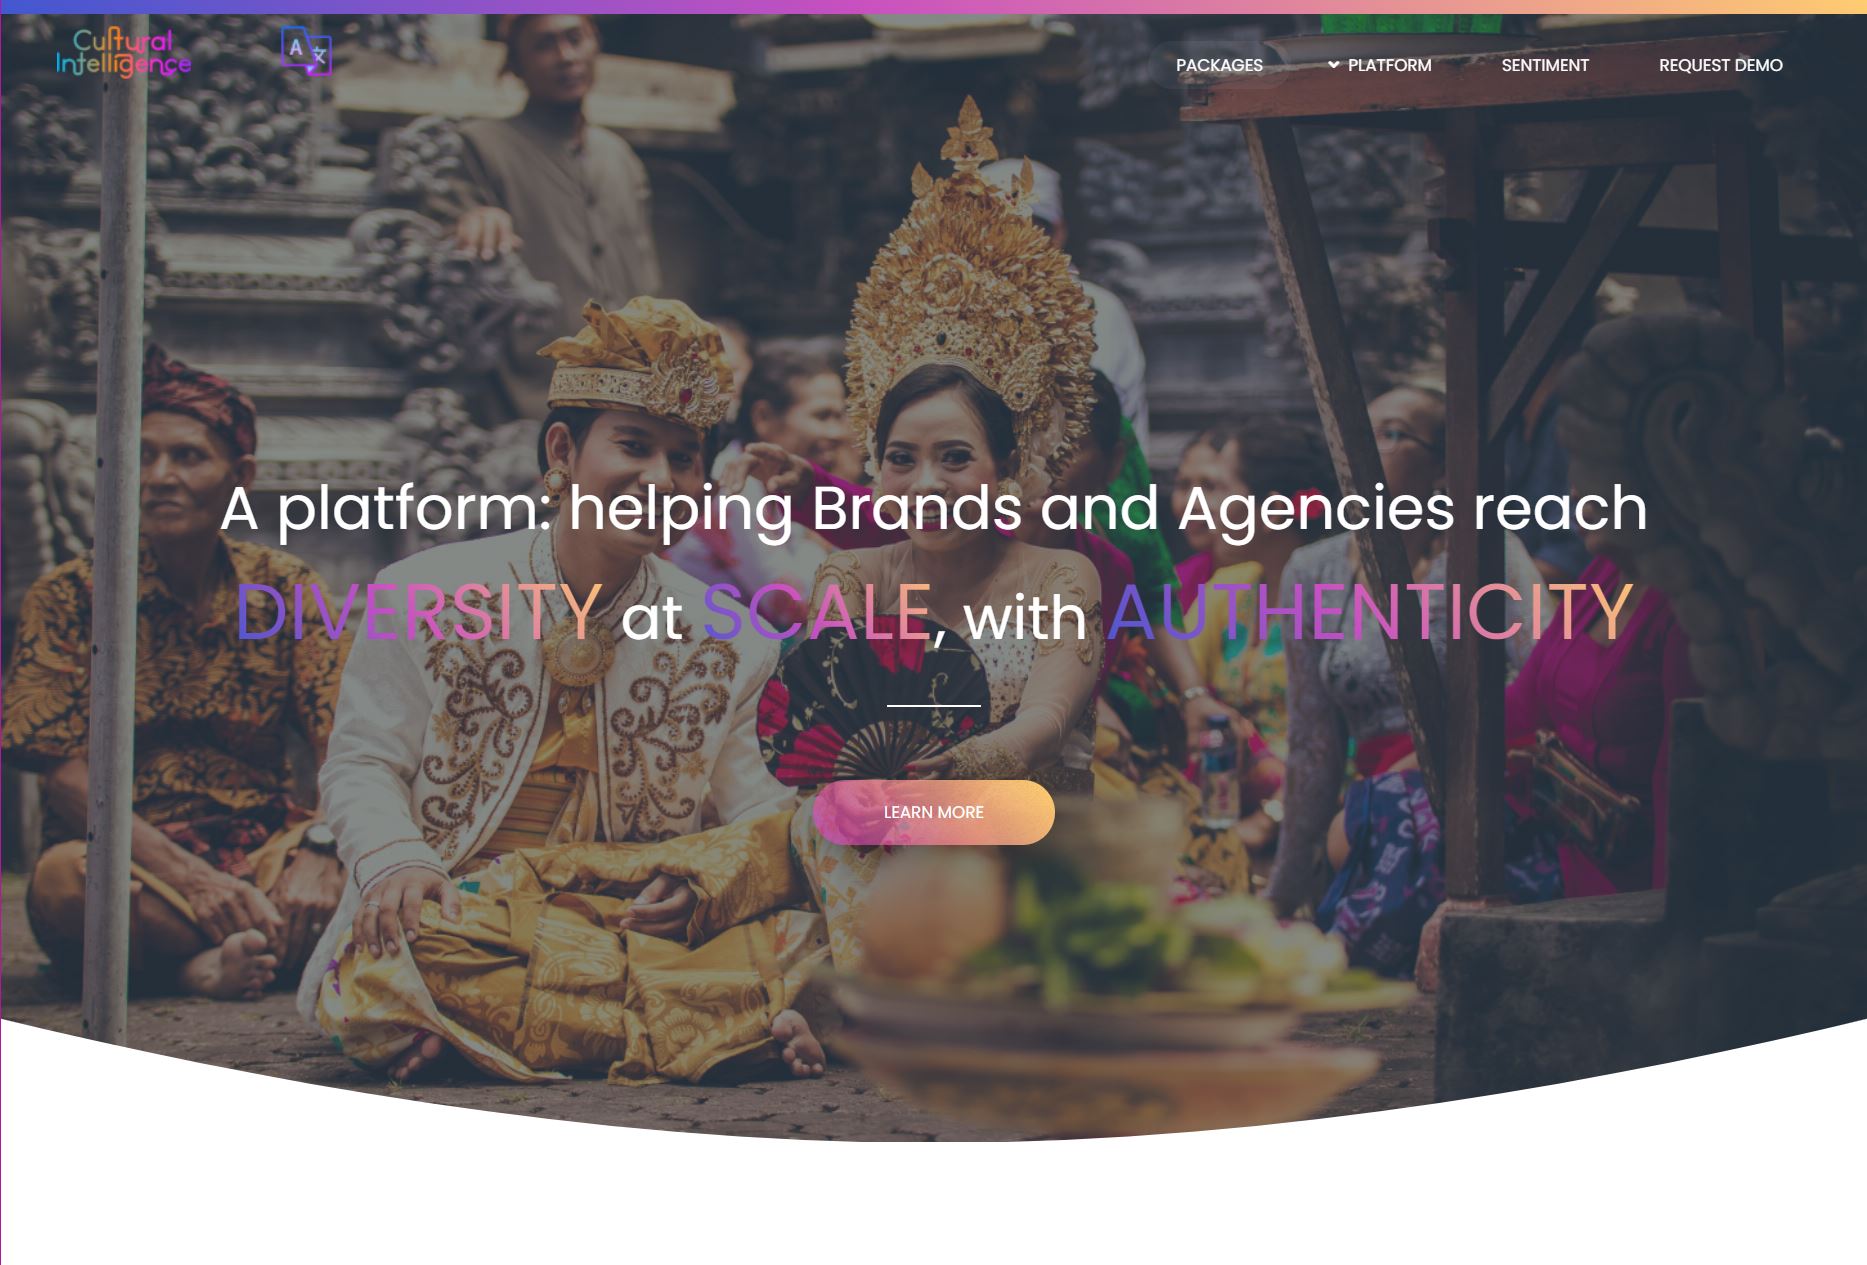 Cultural
Intelligence
A 文
PACKAGES
PLATFORM
SENTIMENT
REQUEST DEMO
A platform: helping Brands and Agencies reach
DIVERSITY at SCALE, with AUTHENTICITY
LEARN MORE